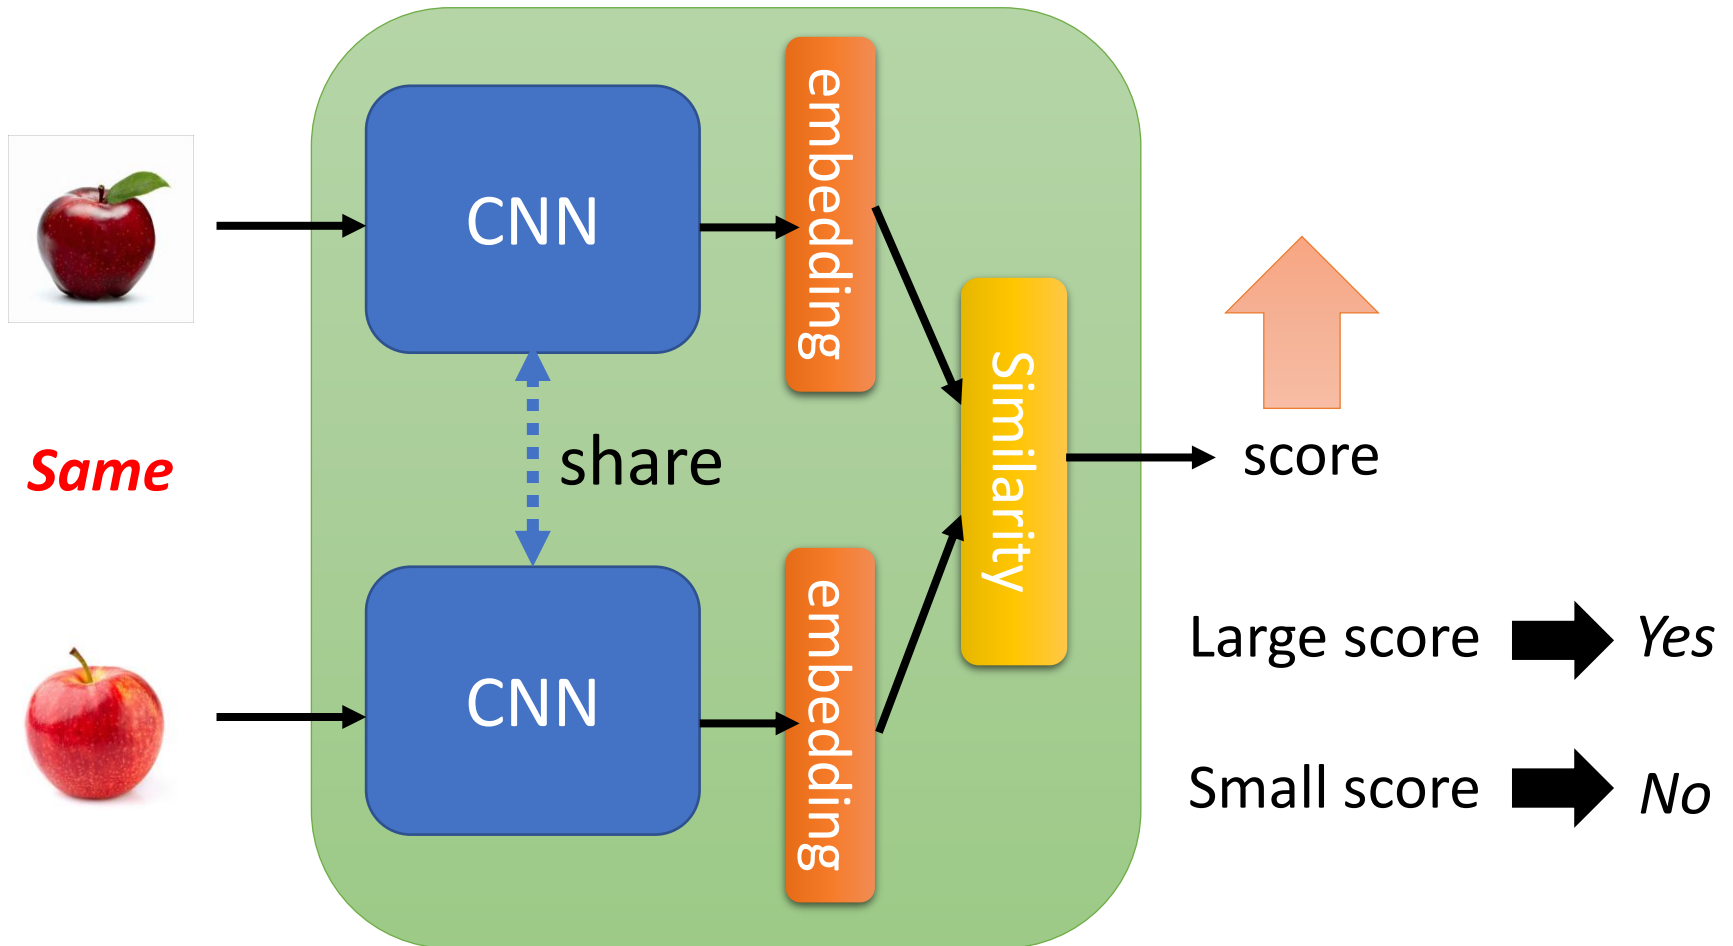 CNN
embedding
Same
share
Similarity
score
CNN
embedding
Large score
Yes
Small score
No